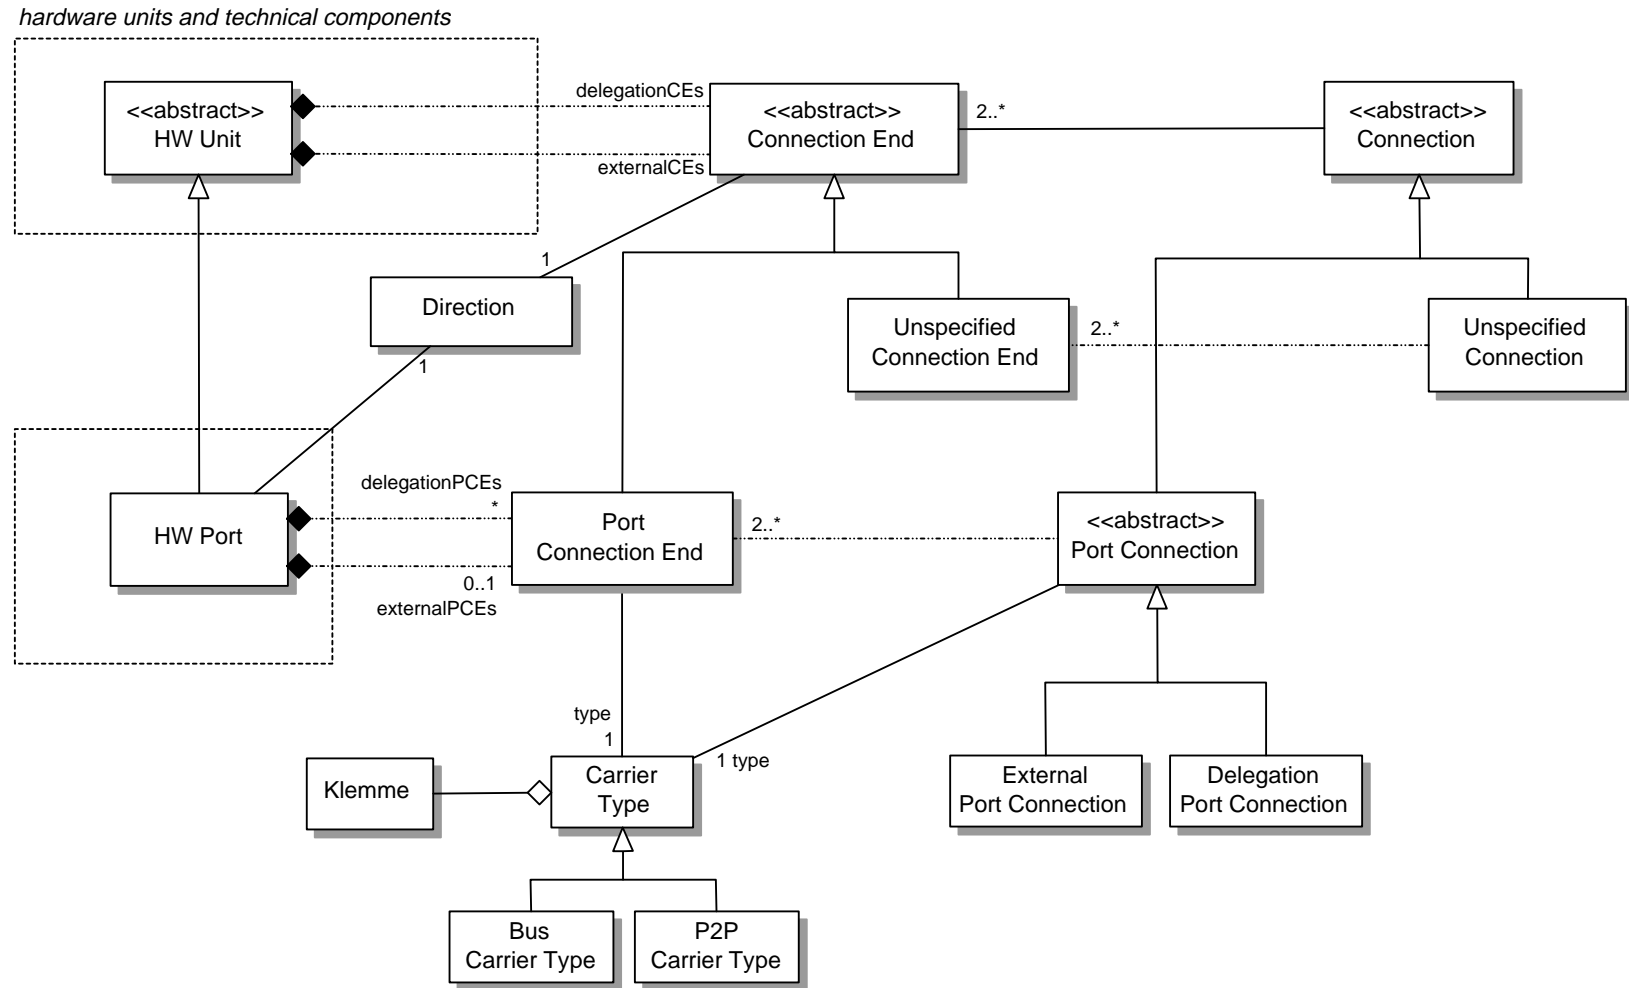 hardware units and technical components
<<abstract>>
HW Unit
delegationCEs
externalCEs
<<abstract>>
Connection End
2..*
<<abstract>>
Connection
1
Direction
1
Unspecified
Connection End
2..*
Unspecified
Connection
HW Port
delegationPCEs
*
0..1
externalPCEs
Port
Connection End
2..*
<<abstract>>
Port Connection
type
1
1 type
Klemme
Carrier
Type
External
Port Connection
Delegation
Port Connection
Bus
Carrier Type
P2P
Carrier Type